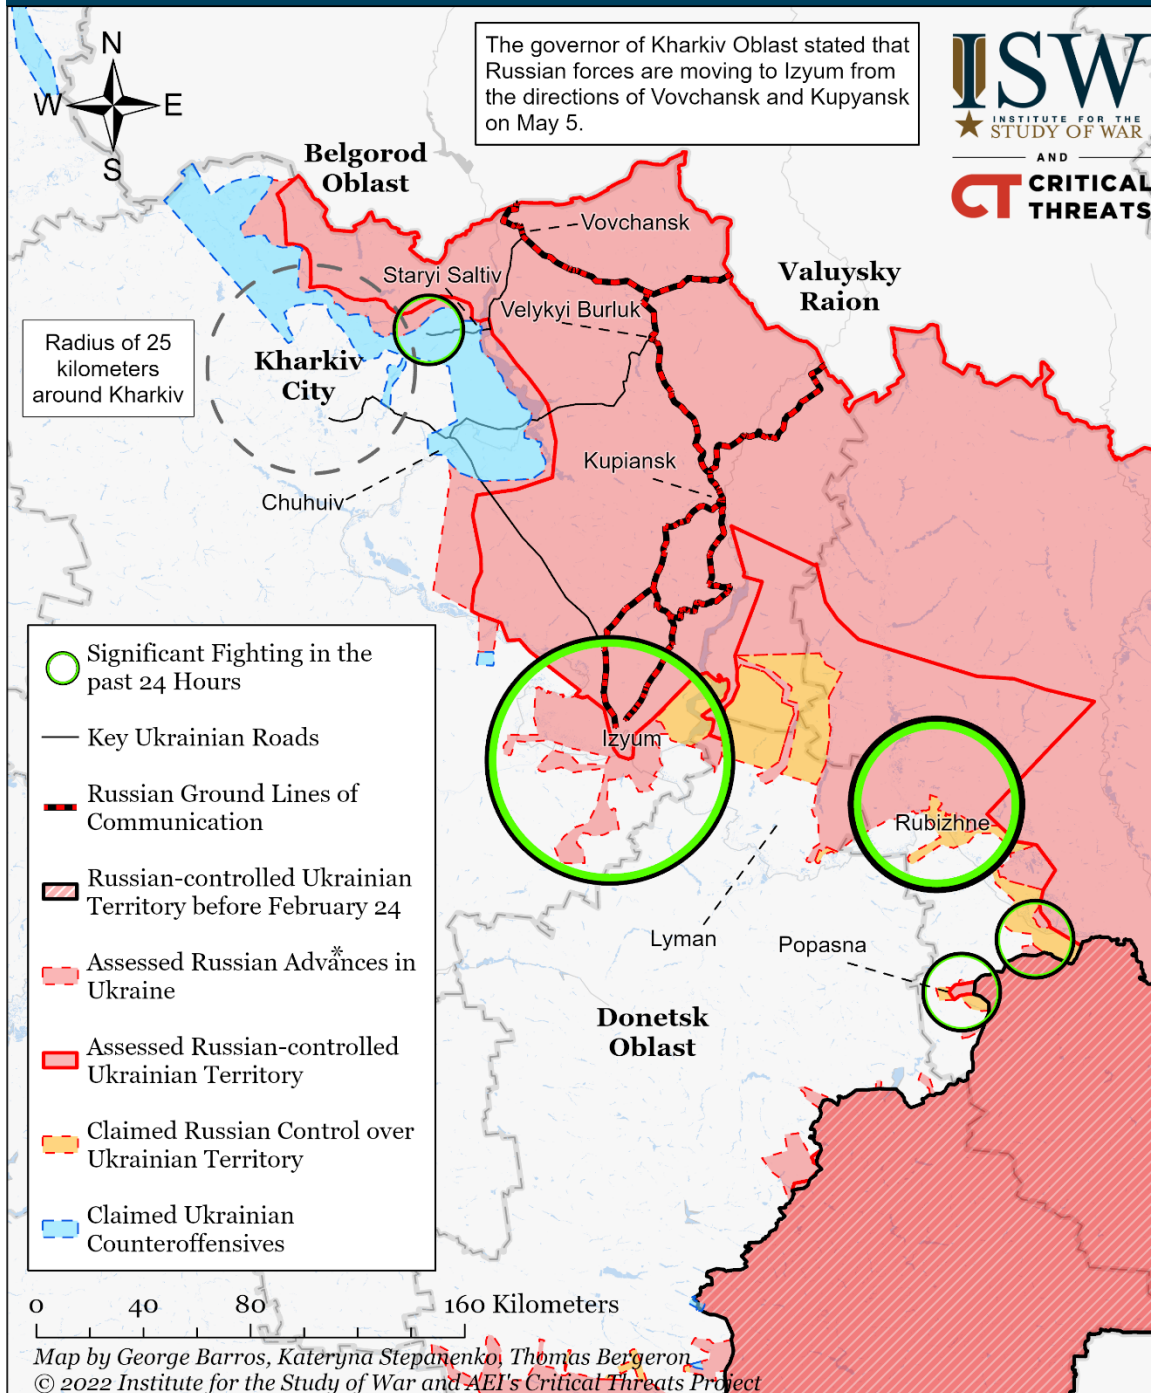 The governor of Kharkiv Oblast stated that
Russian forces are moving to Izyum from
the directions of Vovchansk and Kupyansk
on May 5.
ISW
INSTITUTE FOR THE
STUDY OF WAR
AND
CT CRITICAL
THREATS
N
W
E
S
Belgorod
Oblast
Vovchansk
Staryi Saltiv
Valuysky
Raion
Velykyi Burluk
Radius of 25
kilometers
around Kharkiv
Kharkiv
City
Kupiansk
Chuhuiv
Significant Fighting in the
past 24 Hours
Key Ukrainian Roads
Russian Ground Lines of
Communication
Russian-controlled Ukrainian
Territory before February 24
Assessed Russian Advances in
Ukraine*
Assessed Russian-controlled
Ukrainian Territory
Claimed Russian Control over
Ukrainian Territory
Claimed Ukrainian
Counteroffensives
Izyum
Rubizhne
Lyman
Popasna
Donetsk
Oblast
0 40 80 160 Kilometers
Map by George Barros, Kateryna Stepanenko, Thomas Bergeron
© 2022 Institute for the Study of War and AEI's Critical Threats Project